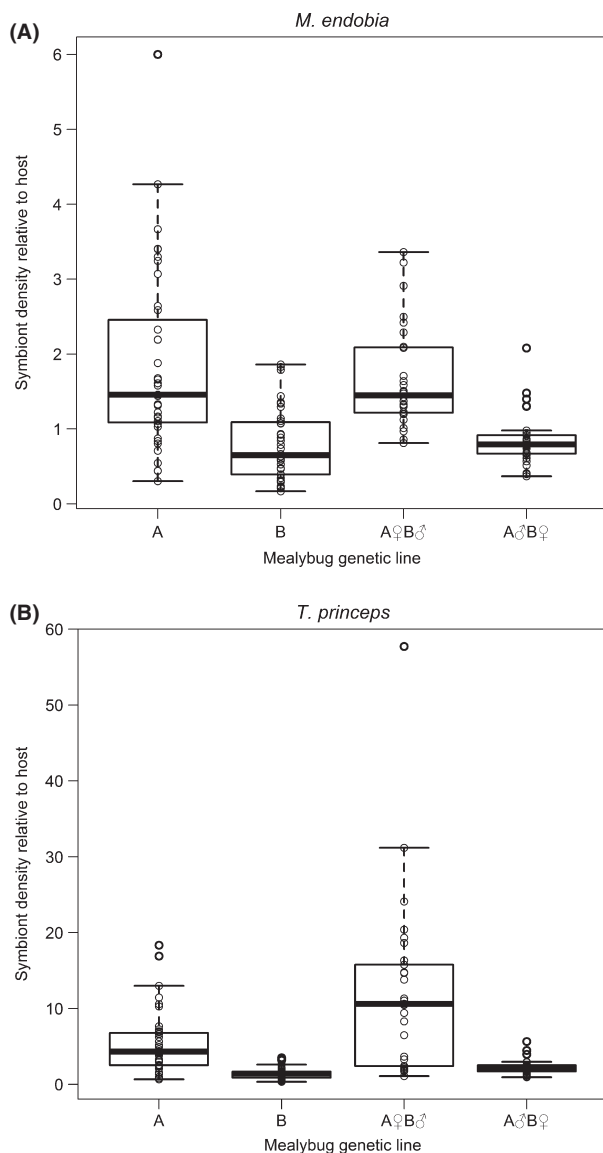 (A)
M. endobia
Symbiont density relative to host
6
5
4
3
2
1
0
A B A♀B♂ A♂B♀
Mealybug genetic line
(B)
T. princeps
Symbiont density relative to host
60
50
40
30
20
10
0
A B A♀B♂ A♂B♀
Mealybug genetic line